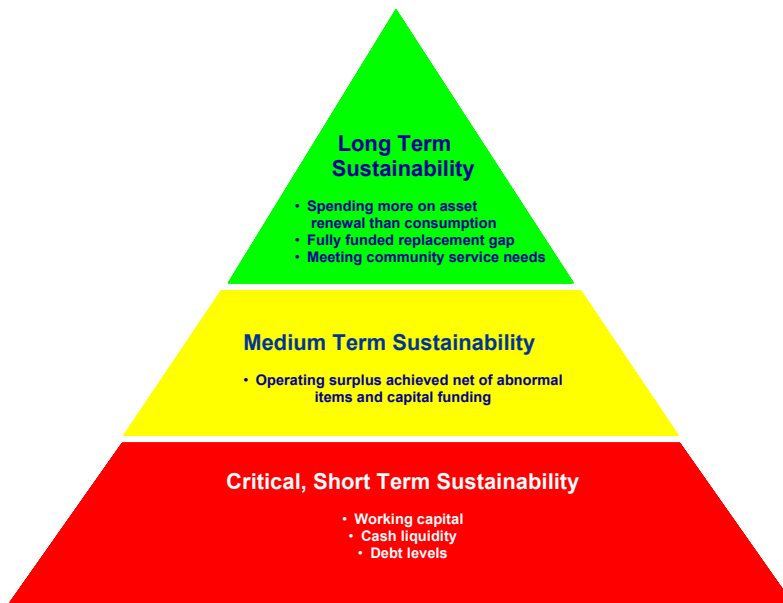 Long Term
Sustainability
• Spending more on asset
renewal than consumption
• Fully funded replacement gap
• Meeting community service needs
Medium Term Sustainability
• Operating surplus achieved net of abnormal
items and capital funding
Critical, Short Term Sustainability
• Working capital
• Cash liquidity
• Debt levels